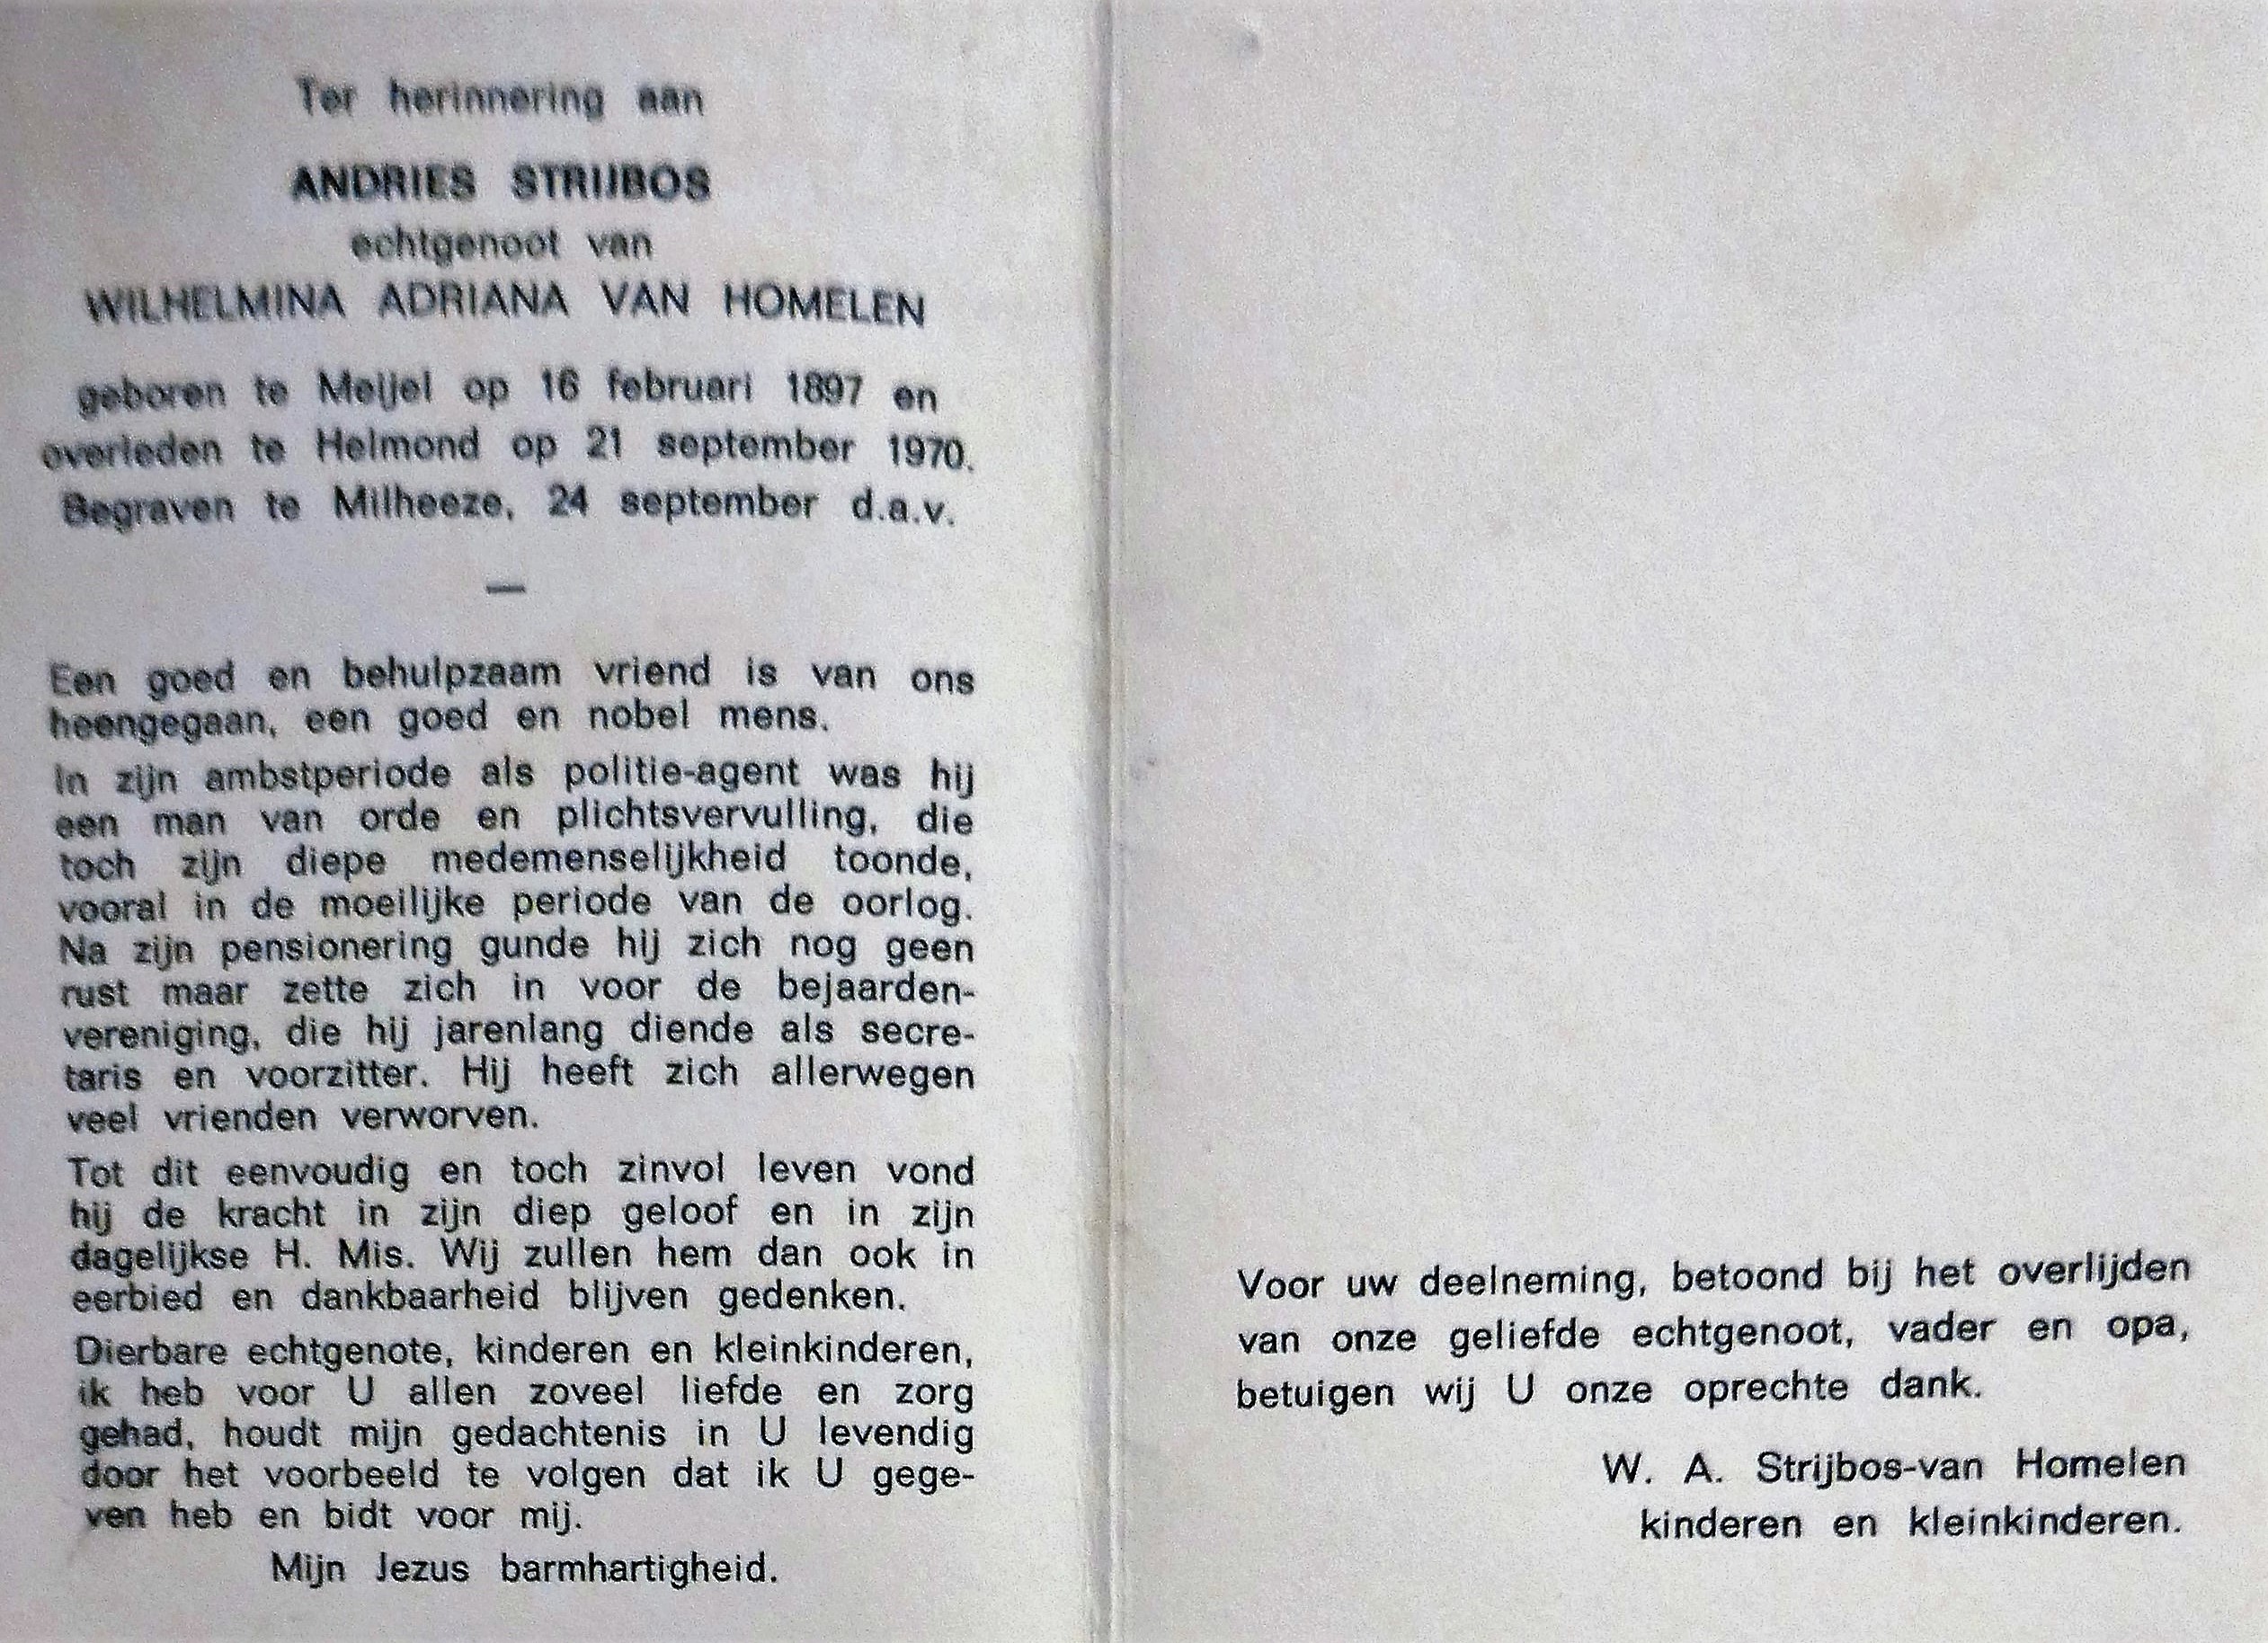 Ter herinnering aan
ANDRIES STRIJBOS
echtgenoot van
WILHELMINA ADRIANA VAN HOMELEN
geboren te Meijel op 16 februari 1897 en
overleden te Helmond op 21 september 1970.
Begraven te Milheeze, 24 september d.a.v.
—
Een goed en behulpzaam vriend is van ons
heengegaan, een goed en nobel mens.
In zijn ambstperiode als politie-agent was hij
een man van orde en plichtsvervulling, die
toch zijn diepe medemenselijkheid toonde,
vooral in de moeilijke periode van de oorlog.
Na zijn pensionering gunde hij zich nog geen
rust maar zette zich in voor de bejaarden-
vereniging, die hij jarenlang diende als secre-
taris en voorzitter. Hij heeft zich allerwegen
veel vrienden verworven.
Tot dit eenvoudig en toch zinvol leven vond
hij de kracht in zijn diep geloof en in zijn
dagelijkse H. Mis. Wij zullen hem dan ook in
eerbied en dankbaarheid blijven gedenken.
Dierbare echtgenote, kinderen en kleinkinderen,
ik heb voor U allen zoveel liefde en zorg
gehad, houdt mijn gedachtenis in U levendig
door het voorbeeld te volgen dat ik U gege-
ven heb en bidt voor mij.
Mijn Jezus barmhartigheid.
Voor uw deelneming, betoond bij het overlijden
van onze geliefde echtgenoot, vader en opa,
betuigen wij U onze oprechte dank.
W. A. Strijbos-van Homelen
kinderen en kleinkinderen.